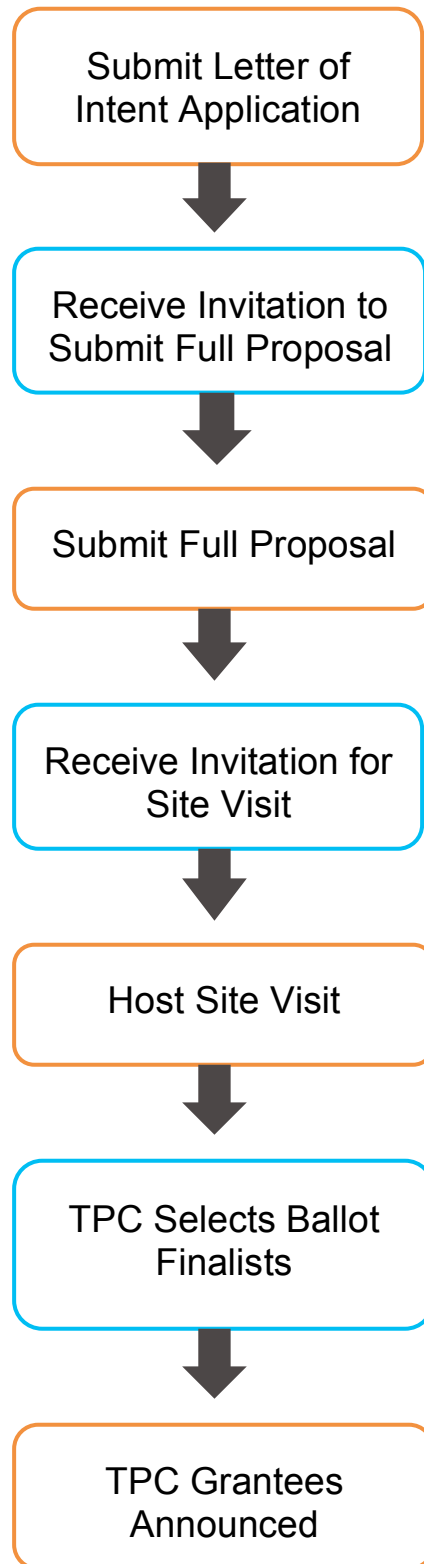 Submit Letter of
Intent Application
Receive Invitation to
Submit Full Proposal
Submit Full Proposal
Receive Invitation for
Site Visit
Host Site Visit
TPC Selects Ballot
Finalists
TPC Grantees
Announced